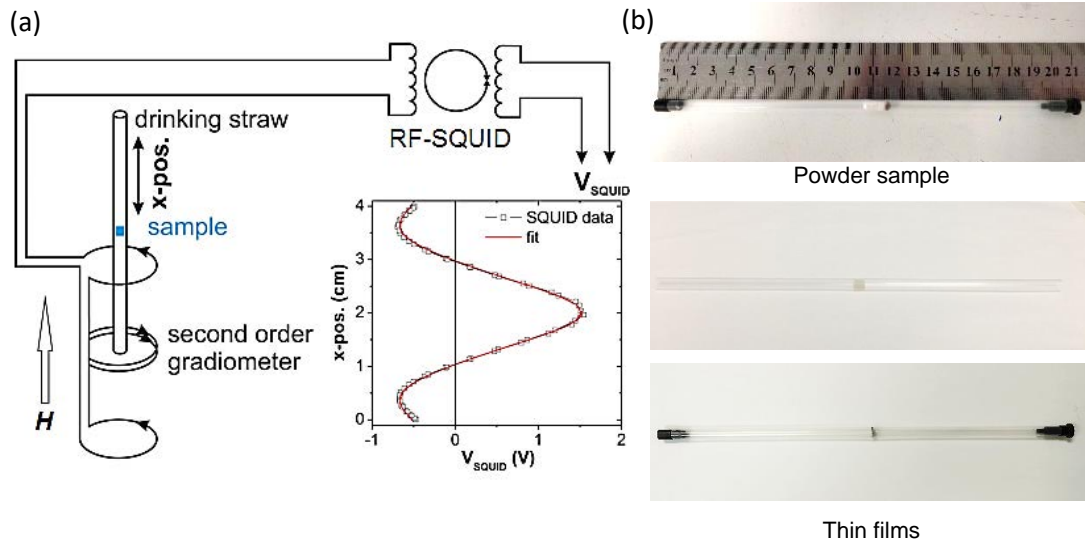 (a)
drinking straw
x-pos.
sample
RF-SQUID
V_SQUID
second order
gradiometer
H
SQUID data
fit
x-pos. (cm)
4
3
2
1
0
-1 0 1 2
V_SQUID (V)
(b)
1 2 3 4 5 6 7 8 9 10 11 12 13 14 15 16 17 18 19 20 21
Powder sample
Thin films